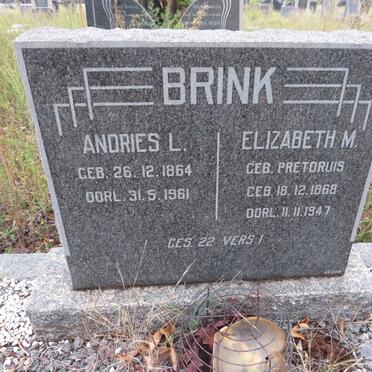 BRINK
ANDRIES L.
GEB. 26.12.1864
OORL. 31.5.1961
ELIZABETH M.
GEB. PRETORUIS
GEB. 18.12.1868
OORL. 11.11.1947
GES. 22 VERS 1